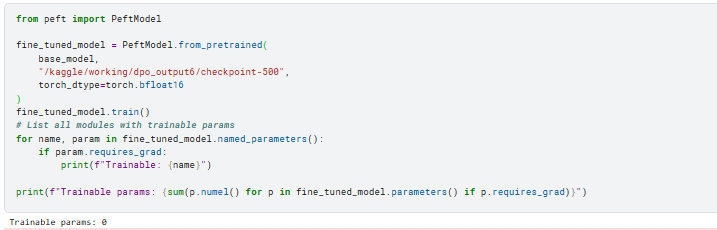 from peft import PeftModel
fine_tuned_model = PeftModel.from_pretrained(
    base_model,
    "/kaggle/working/dpo_output6/checkpoint-500",
    torch_dtype=torch.bfloat16
)
fine_tuned_model.train()
# List all modules with trainable params
for name, param in fine_tuned_model.named_parameters():
    if param.requires_grad:
        print(f"Trainable: {name}")
print(f"Trainable params: {sum(p.numel() for p in fine_tuned_model.parameters() if p.requires_grad)}")
Trainable params: 0